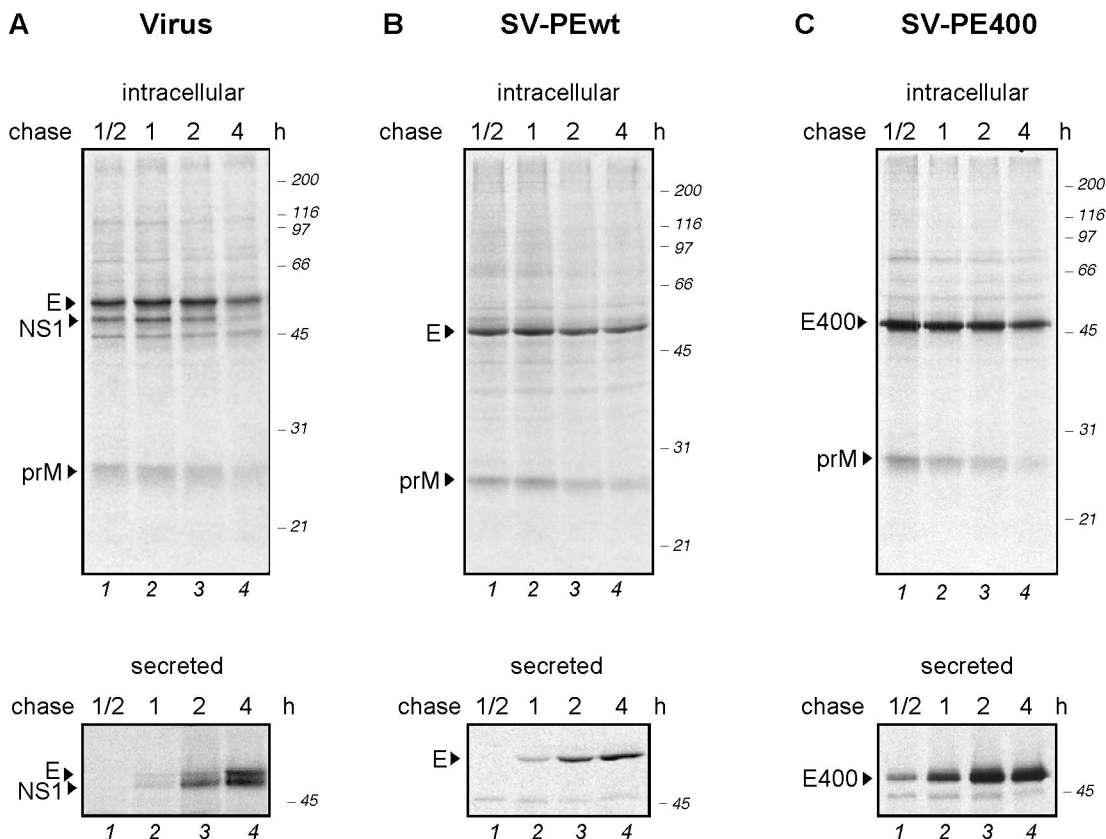 A Virus
intracellular
chase 1/2 1 2 4 h
200
116
97
66
E
NS1
45
31
prM
21
1 2 3 4
secreted
chase 1/2 1 2 4 h
E
NS1
45
1 2 3 4
B SV-PEwt
intracellular
chase 1/2 1 2 4 h
200
116
97
66
E
45
31
prM
21
1 2 3 4
secreted
chase 1/2 1 2 4 h
E
45
1 2 3 4
C SV-PE400
intracellular
chase 1/2 1 2 4 h
200
116
97
66
E400
45
31
prM
21
1 2 3 4
secreted
chase 1/2 1 2 4 h
E400
45
1 2 3 4